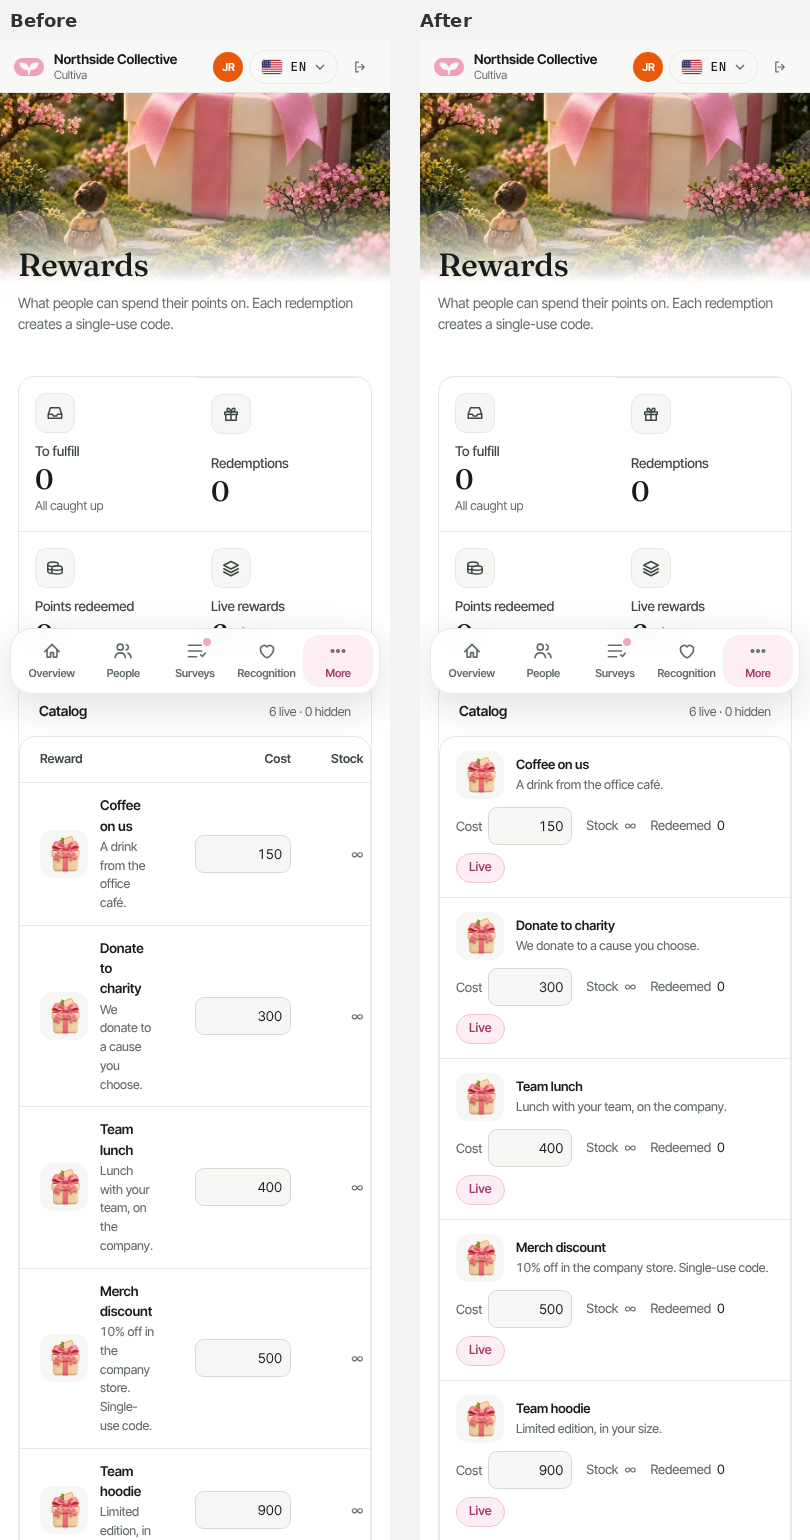 Before
Northside Collective
Cultiva
JR
EN
Rewards
What people can spend their points on. Each redemption
creates a single-use code.
To fulfill
0
All caught up
Redemptions
0
Points redeemed
Live rewards
Overview
People
Surveys
Recognition
More
Catalog
6 live · 0 hidden
Reward
Cost
Stock
Coffee
on us
A drink
from the
office
café.
150
∞
Donate
to
charity
We
donate to
a cause
you
choose.
300
∞
Team
lunch
Lunch
with your
team, on
the
company.
400
∞
Merch
discount
10% off in
the
company
store.
Single-
use code.
500
∞
Team
hoodie
Limited
edition, in
900
∞
After
Northside Collective
Cultiva
JR
EN
Rewards
What people can spend their points on. Each redemption
creates a single-use code.
To fulfill
0
All caught up
Redemptions
0
Points redeemed
Live rewards
Overview
People
Surveys
Recognition
More
Catalog
6 live · 0 hidden
Coffee on us
A drink from the office café.
Cost 150 Stock ∞ Redeemed 0
Live
Donate to charity
We donate to a cause you choose.
Cost 300 Stock ∞ Redeemed 0
Live
Team lunch
Lunch with your team, on the company.
Cost 400 Stock ∞ Redeemed 0
Live
Merch discount
10% off in the company store. Single-use code.
Cost 500 Stock ∞ Redeemed 0
Live
Team hoodie
Limited edition, in your size.
Cost 900 Stock ∞ Redeemed 0
Live